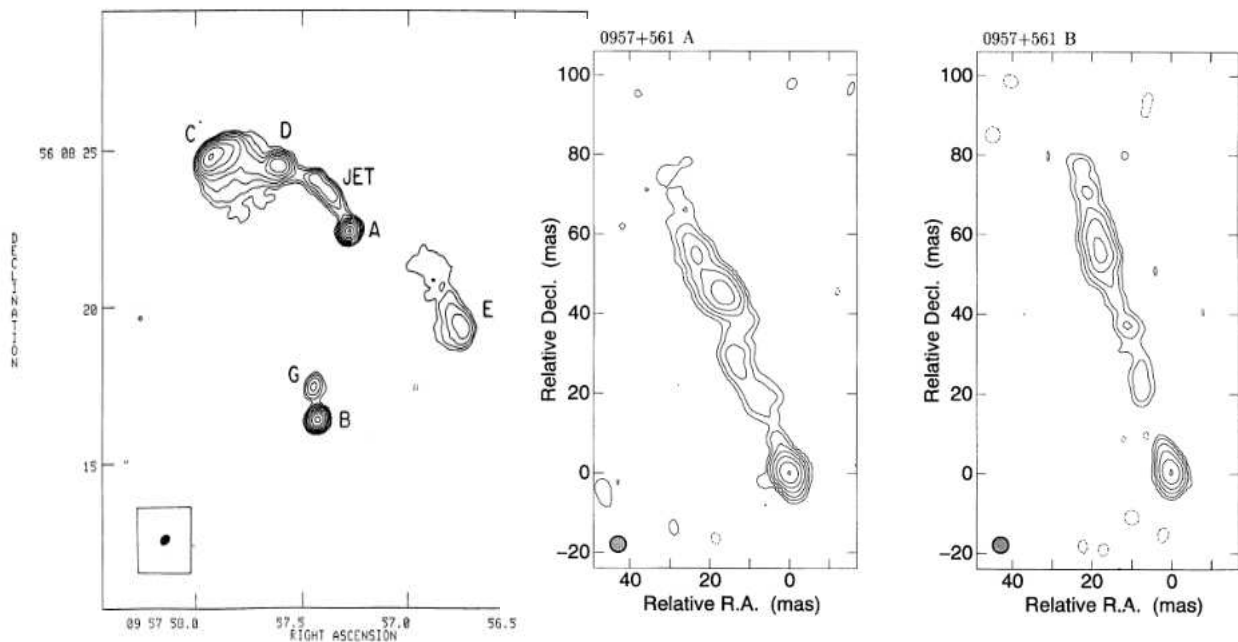 C
D
JET
A
E
G
B
56 08 25
20
15
DECLINATION
09 57 58.0
57.5
57.0
56.5
RIGHT ASCENSION
0957+561 A
100
80
60
40
20
0
−20
Relative Decl. (mas)
40
20
0
Relative R.A. (mas)
0957+561 B
100
80
60
40
20
0
−20
Relative Decl. (mas)
40
20
0
Relative R.A. (mas)